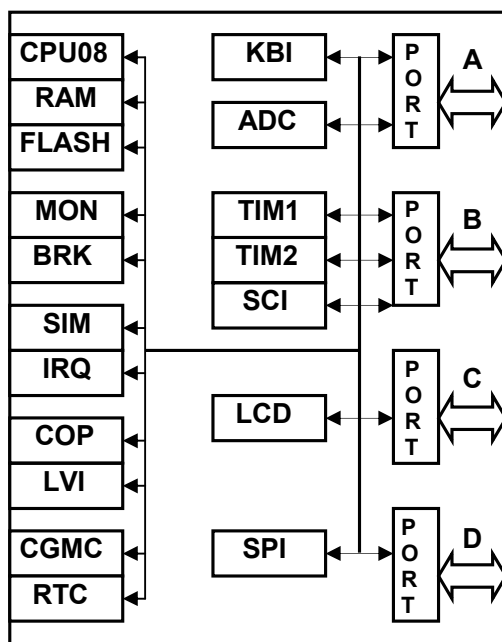 CPU08
RAM
FLASH
MON
BRK
SIM
IRQ
COP
LVI
CGMC
RTC
KBI
ADC
TIM1
TIM2
SCI
LCD
SPI
PORT
A
PORT
B
PORT
C
PORT
D